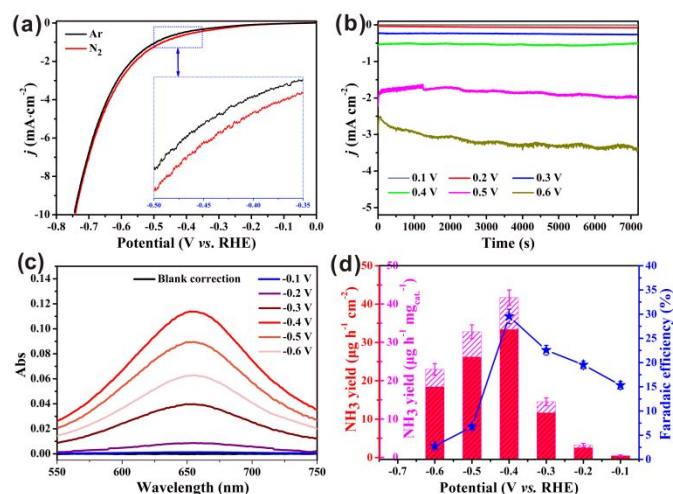 (a)
Ar
N2
j (mA·cm-2)
0
-2
-4
-6
-8
-10
-0.50
-0.45
-0.40
-0.35
-0.8
-0.7
-0.6
-0.5
-0.4
-0.3
-0.2
-0.1
0.0
Potential (V vs. RHE)
(b)
j (mA·cm-2)
0
-1
-2
-3
-4
-5
0.1 V
0.2 V
0.3 V
0.4 V
0.5 V
0.6 V
0
1000
2000
3000
4000
5000
6000
7000
Time (s)
(c)
Blank correction
-0.1 V
-0.2 V
-0.3 V
-0.4 V
-0.5 V
-0.6 V
Abs
0.14
0.12
0.10
0.08
0.06
0.04
0.02
0.00
550
600
650
700
750
Wavelength (nm)
(d)
NH3 yield (µg h-1 cm-2)
50
40
30
20
10
0
NH3 yield (µg h-1 mgcat.-1)
50
40
30
20
10
0
Faradaic efficiency (%)
40
35
30
25
20
15
10
5
0
-0.7
-0.6
-0.5
-0.4
-0.3
-0.2
-0.1
Potential (V vs. RHE)